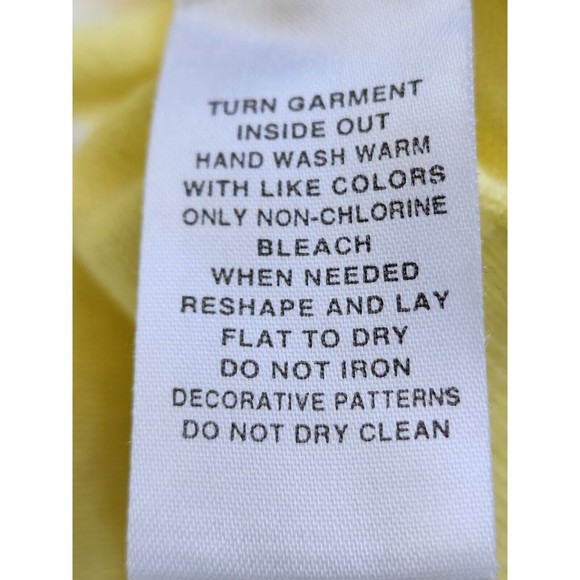 TURN GARMENT
INSIDE OUT
HAND WASH WARM
WITH LIKE COLORS
ONLY NON-CHLORINE
BLEACH
WHEN NEEDED
RESHAPE AND LAY
FLAT TO DRY
DO NOT IRON
DECORATIVE PATTERNS
DO NOT DRY CLEAN